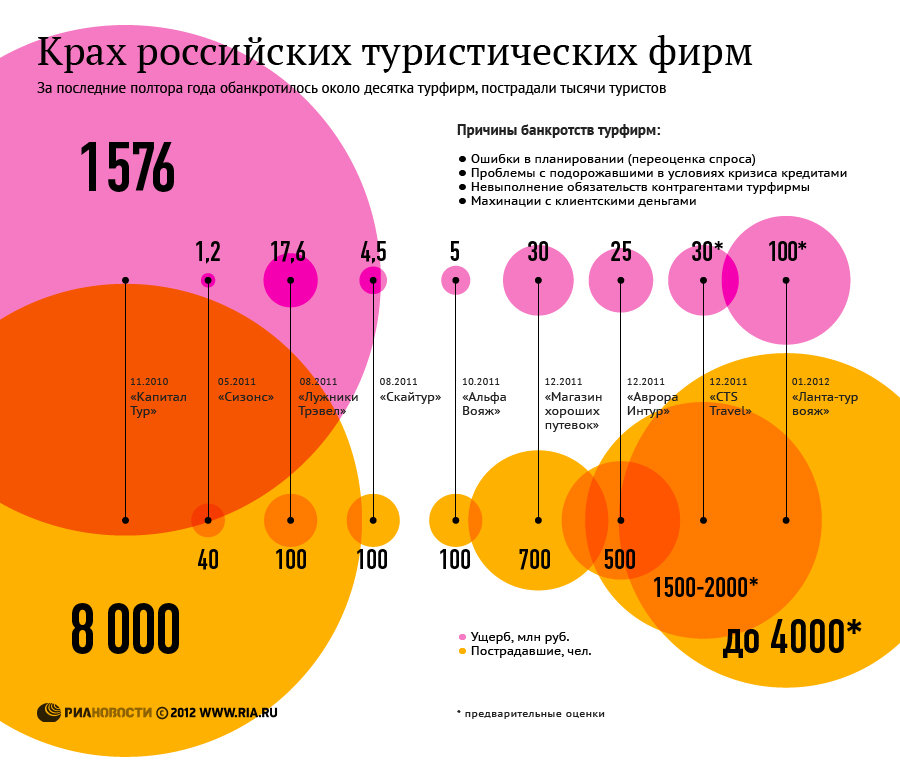 Крах российских туристических фирм
За последние полтора года обанкротилось около десятка турфирм, пострадали тысячи туристов
Причины банкротств турфирм:
Ошибки в планировании (переоценка спроса)
Проблемы с подорожавшими в условиях кризиса кредитами
Невыполнение обязательств контрагентами турфирмы
Махинации с клиентскими деньгами
1576
1,2
17,6
4,5
5
30
25
30*
100*
11.2010
«Капитал
Тур»
05.2011
«Сизонс»
08.2011
«Лужники
Трэвел»
08.2011
«Скайтур»
10.2011
«Альфа
Вояж»
12.2011
«Магазин
хороших
путевок»
12.2011
«Аврора
Интур»
12.2011
«CTS
Travel»
01.2012
«Ланта-тур
вояж»
40
100
100
100
700
500
1500-2000*
до 4000*
8 000
Ущерб, млн руб.
Пострадавшие, чел.
РИАНОВОСТИ © 2012 WWW.RIA.RU
* предварительные оценки